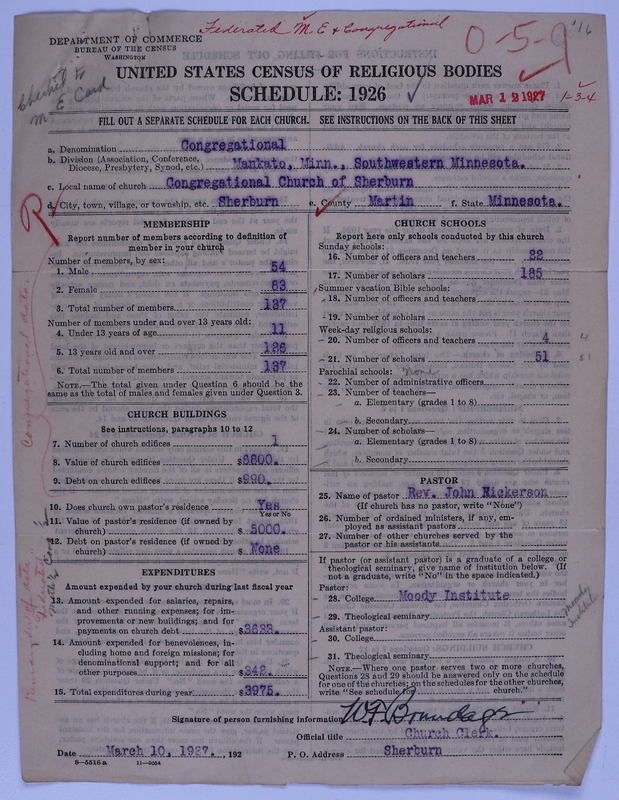 Federated M. E. & Congregational
DEPARTMENT OF COMMERCE
BUREAU OF THE CENSUS
WASHINGTON
0-5-9
'16
M E Card
UNITED STATES CENSUS OF RELIGIOUS BODIES
SCHEDULE: 1926
MAR 12 1927
1-3-4
FILL OUT A SEPARATE SCHEDULE FOR EACH CHURCH. SEE INSTRUCTIONS ON THE BACK OF THIS SHEET
a. Denomination Congregational
b. Division (Association, Conference, Diocese, Presbytery, Synod, etc.) Mankato, Minn., Southwestern Minnesota.
c. Local name of church Congregational Church of Sherburn
d. City, town, village, or township, etc. Sherburn e. County Martin f. State Minnesota.
MEMBERSHIP
Report number of members according to definition of
member in your church
Number of members, by sex:
1. Male 54
2. Female 83
3. Total number of members 137
Number of members under and over 13 years old:
4. Under 13 years of age 11
5. 13 years old and over 126
6. Total number of members 137
NOTE.—The total given under Question 6 should be the
same as the total of males and females given under Question 3.
CHURCH BUILDINGS
See instructions, paragraphs 10 to 12
7. Number of church edifices 1
8. Value of church edifices $6800.
9. Debt on church edifices $990.
10. Does church own pastor's residence Yes
Yes or No
11. Value of pastor's residence (if owned by
church) $ 5000.
12. Debt on pastor's residence (if owned by
church) $ None
EXPENDITURES
Amount expended by your church during last fiscal year
13. Amount expended for salaries, repairs,
and other running expenses; for im-
provements or new buildings; and for
payments on church debt $3633.
14. Amount expended for benevolences, in-
cluding home and foreign missions; for
denominational support; and for all
other purposes $342.
15. Total expenditures during year $3975.
CHURCH SCHOOLS
Report here only schools conducted by this church
Sunday schools:
16. Number of officers and teachers 22
17. Number of scholars 185
Summer vacation Bible schools:
18. Number of officers and teachers
19. Number of scholars
Week-day religious schools:
20. Number of officers and teachers 4
21. Number of scholars 51
Parochial schools: None
22. Number of administrative officers
23. Number of teachers—
a. Elementary (grades 1 to 8)
b. Secondary
24. Number of scholars—
a. Elementary (grades 1 to 8)
b. Secondary
PASTOR
25. Name of pastor Rev. John Nickerson
(If church has no pastor, write "None")
26. Number of ordained ministers, if any, em-
ployed as assistant pastors
27. Number of other churches served by the
pastor or his assistants
If pastor (or assistant pastor) is a graduate of a college or
theological seminary, give name of institution below. (If
not a graduate, write "No" in the space indicated.)
Pastor:
28. College Moody Institute
29. Theological seminary
Assistant pastor:
30. College
31. Theological seminary
NOTE.—Where one pastor serves two or more churches,
Questions 28 and 29 should be answered only on the schedule
for one of the churches; on the schedules for the other churches,
write "See schedule for church."
Moody
Institute
Signature of person furnishing information
Official title Church Clerk.
Date March 10, 1927. , 192 P. O. Address Sherburn
8—5516 a 11—9054